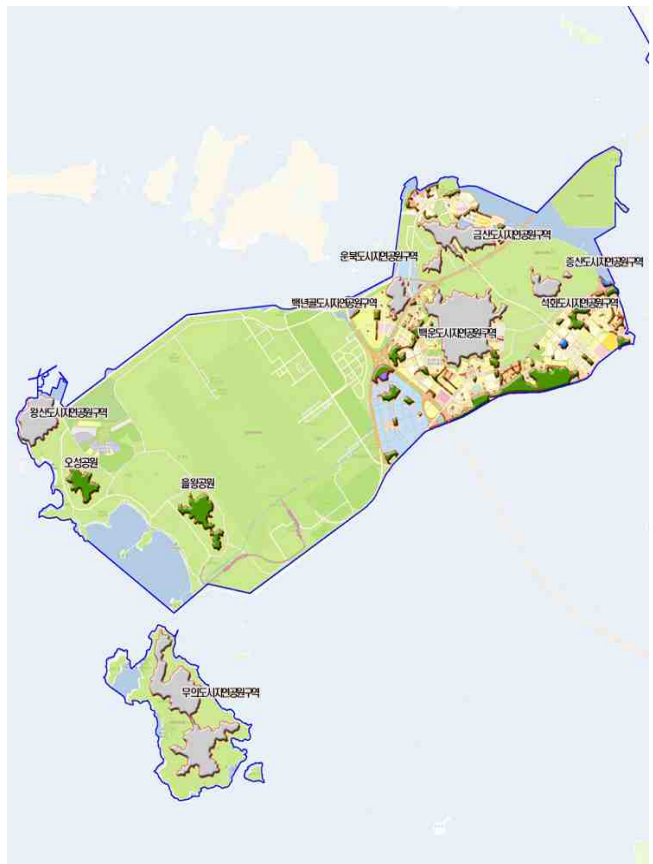 금산도시자연공원구역
운북도시자연공원구역
증산도시자연공원구역
백년골도시자연공원구역
석화도시자연공원구역
백운도시자연공원구역
왕산도시자연공원구역
오성공원
을왕공원
무의도시자연공원구역